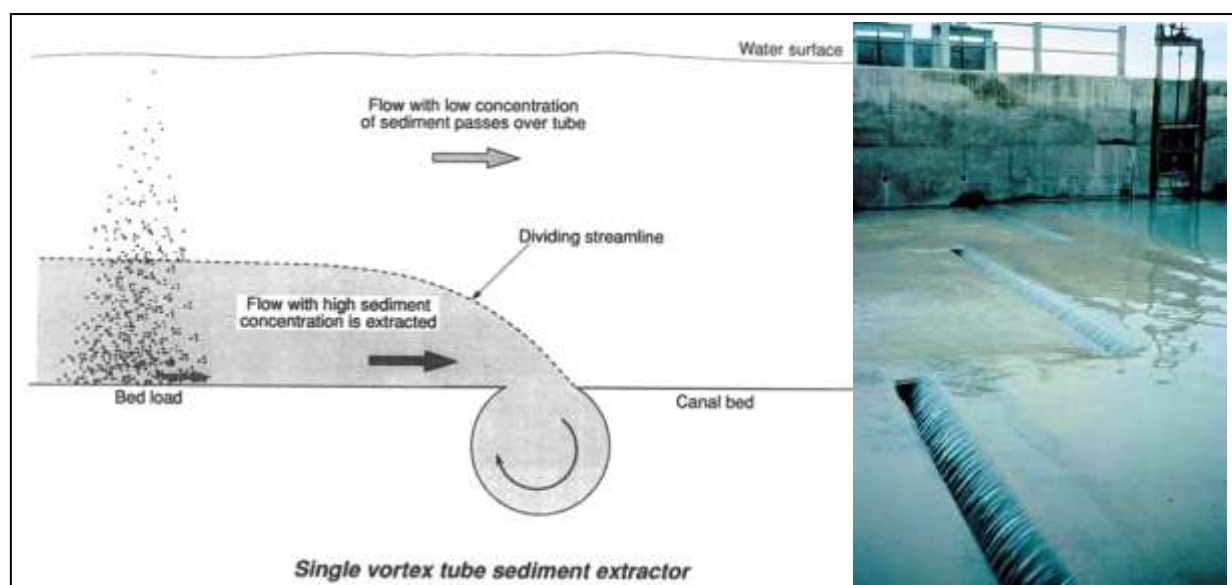 Water surface
Flow with low concentration
of sediment passes over tube
Dividing streamline
Flow with high sediment
concentration is extracted
Bed load
Canal bed
Single vortex tube sediment extractor